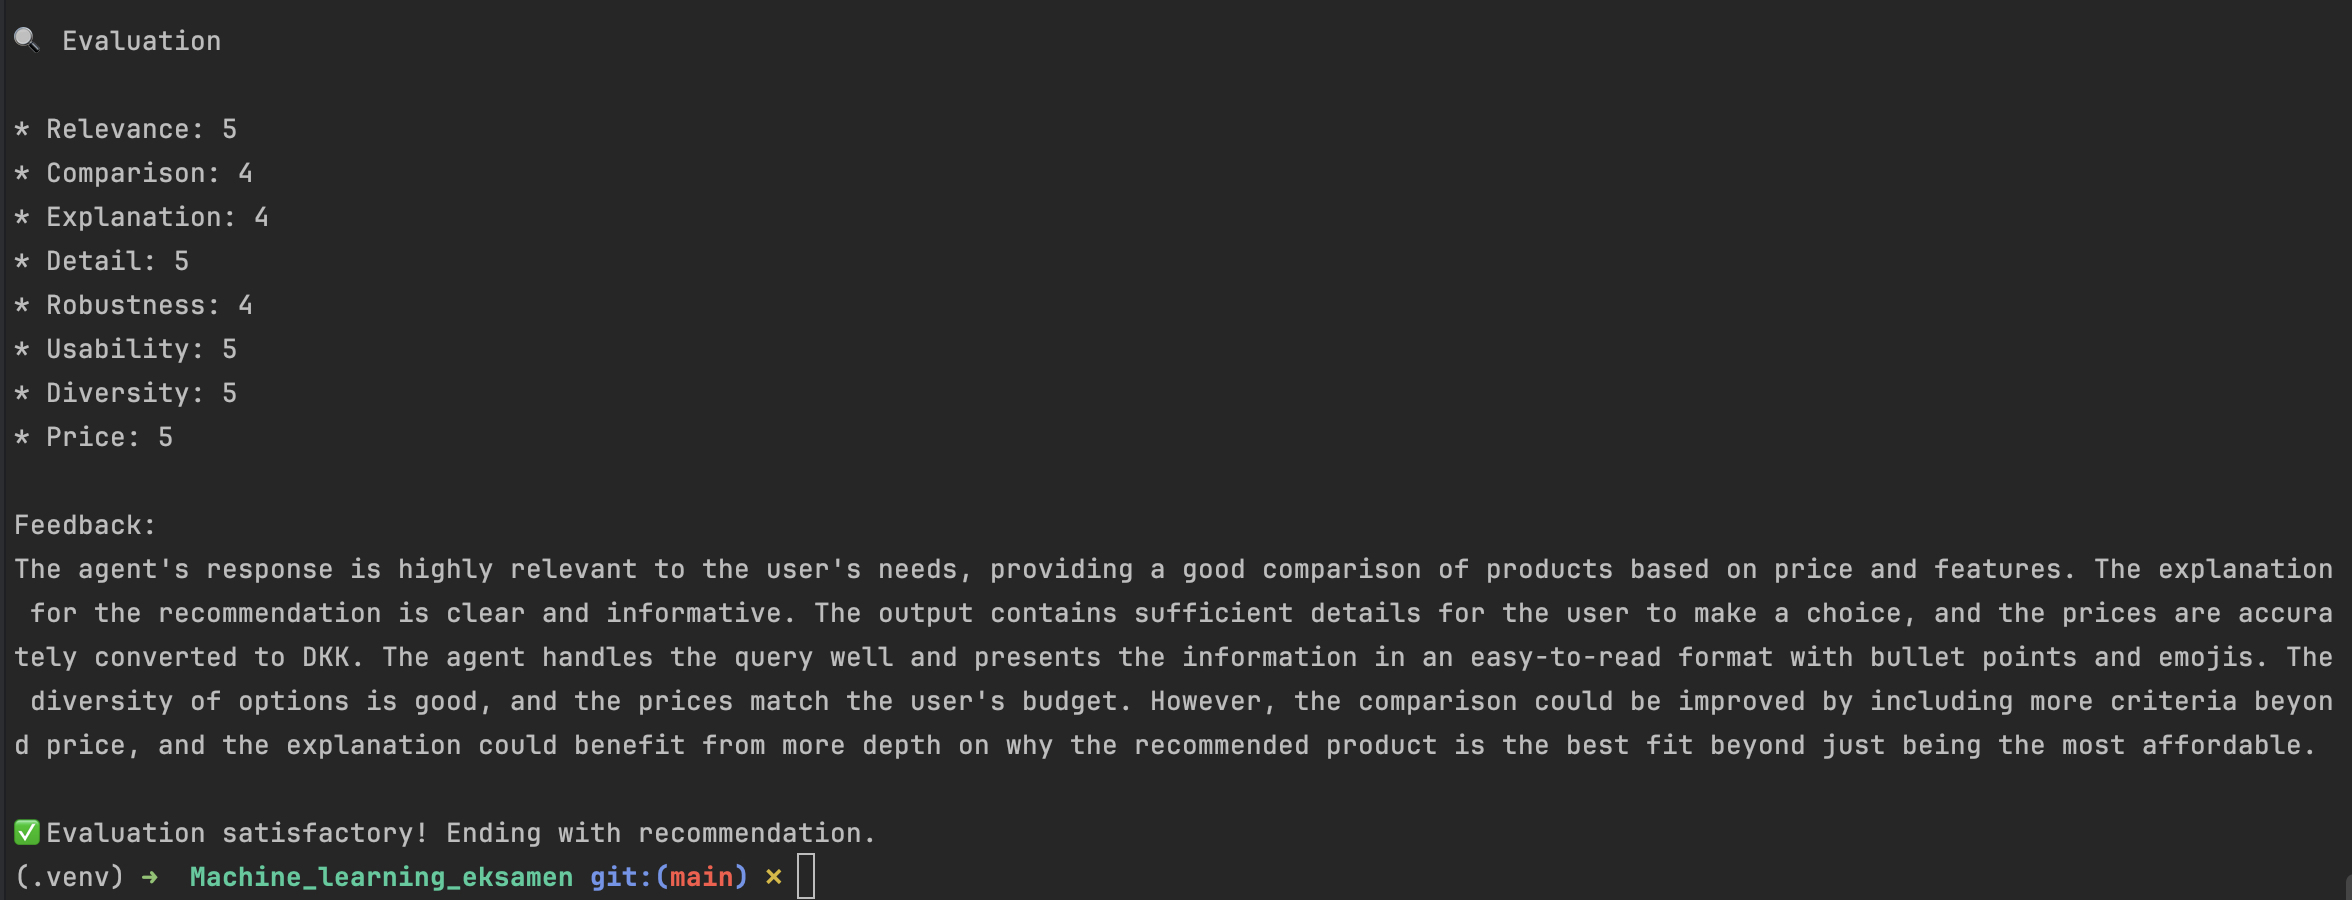 🔍 Evaluation
* Relevance: 5
* Comparison: 4
* Explanation: 4
* Detail: 5
* Robustness: 4
* Usability: 5
* Diversity: 5
* Price: 5
Feedback:
The agent's response is highly relevant to the user's needs, providing a good comparison of products based on price and features. The explanation
 for the recommendation is clear and informative. The output contains sufficient details for the user to make a choice, and the prices are accura
tely converted to DKK. The agent handles the query well and presents the information in an easy-to-read format with bullet points and emojis. The
 diversity of options is good, and the prices match the user's budget. However, the comparison could be improved by including more criteria beyon
d price, and the explanation could benefit from more depth on why the recommended product is the best fit beyond just being the most affordable.
✅Evaluation satisfactory! Ending with recommendation.
(.venv) → Machine_learning_eksamen git:(main) ×